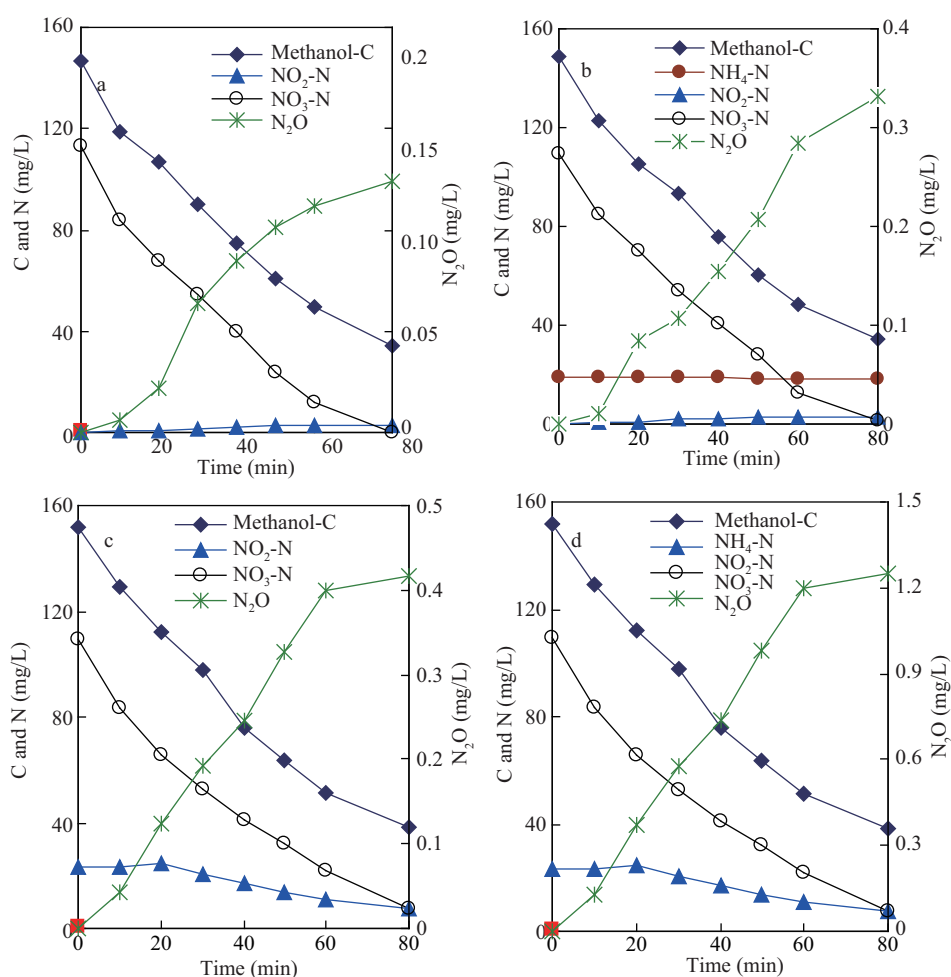 160
120
80
40
0
C and N (mg/L)
a
Methanol-C
NO₂-N
NO₃-N
N₂O
0.2
0.15
0.10
0.05
0
N₂O (mg/L)
0
20
40
60
75
Time (min)
160
120
80
40
0
C and N (mg/L)
b
Methanol-C
NH₄-N
NO₂-N
NO₃-N
N₂O
0.4
0.3
0.2
0.1
0
N₂O (mg/L)
0
20
40
60
80
Time (min)
160
120
80
40
0
C and N (mg/L)
c
Methanol-C
NO₂-N
NO₃-N
N₂O
0.5
0.4
0.3
0.2
0.1
0
N₂O (mg/L)
0
20
40
60
80
Time (min)
160
120
80
40
0
C and N (mg/L)
d
Methanol-C
NH₄-N
NO₂-N
NO₃-N
N₂O
1.5
1.2
0.9
0.6
0.3
0
N₂O (mg/L)
0
20
40
60
80
Time (min)